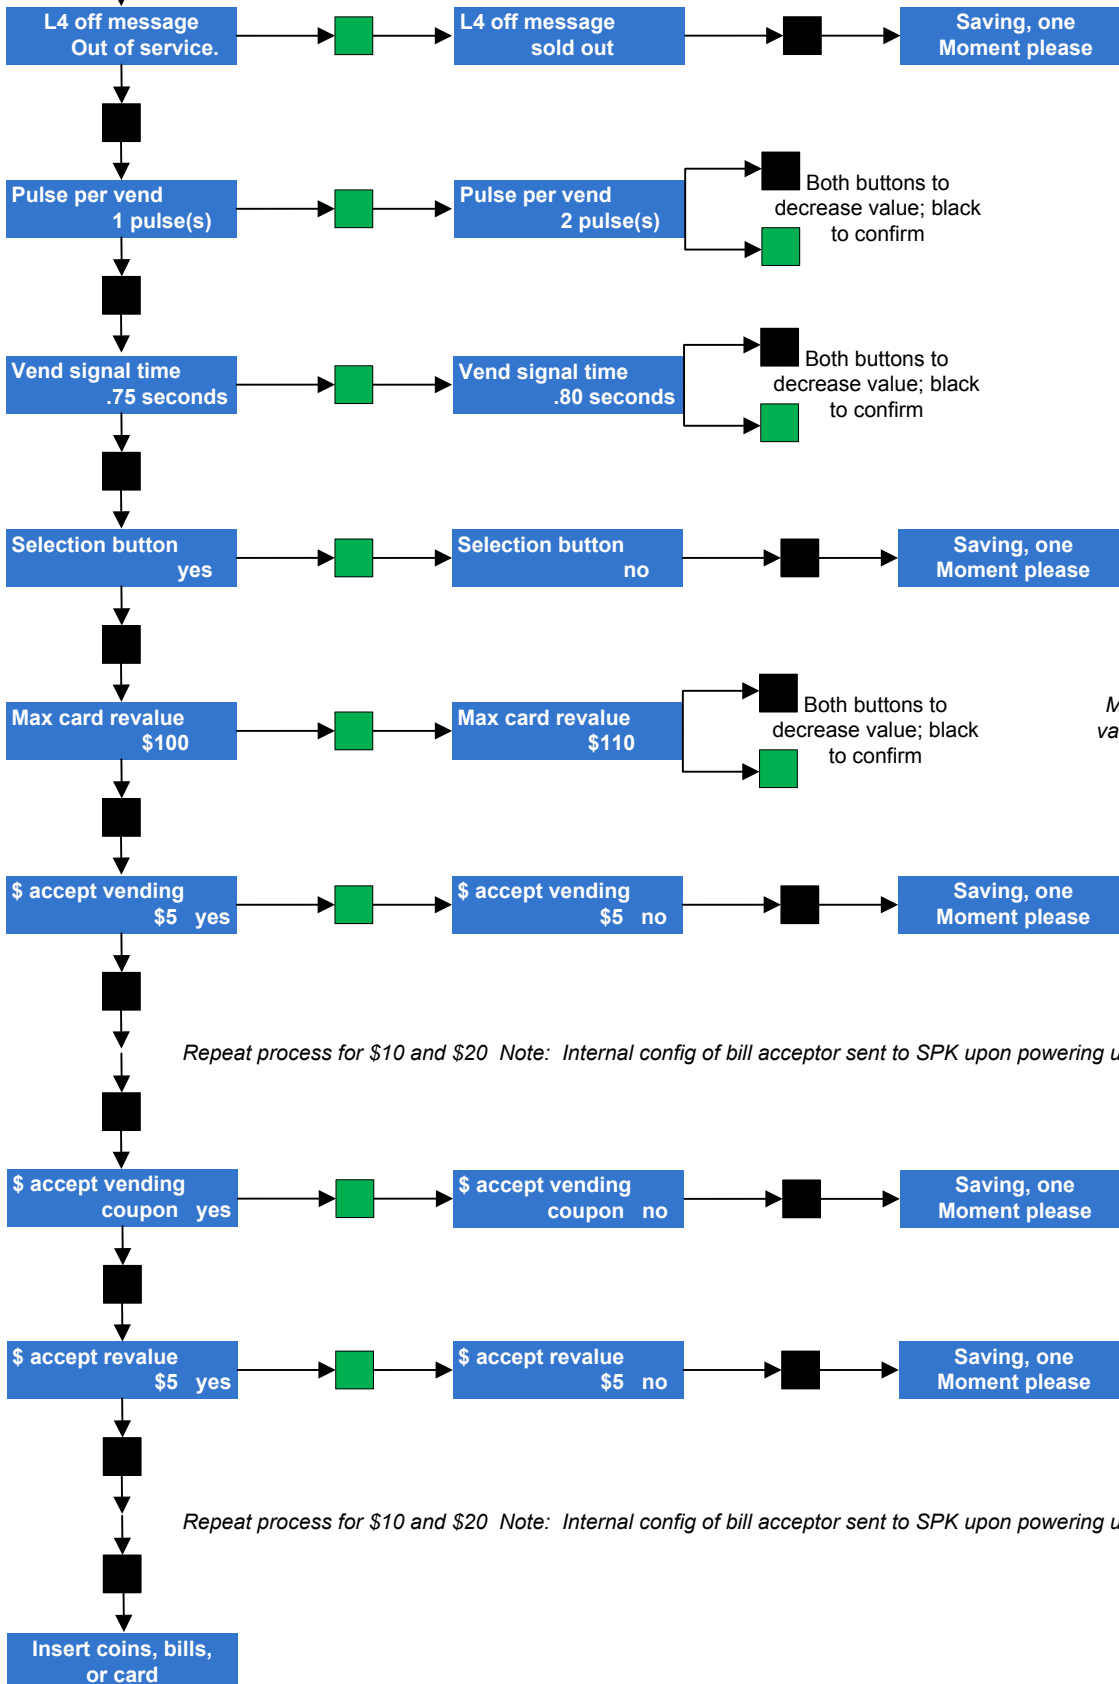 L4 off message
Out of service.
L4 off message
sold out
Saving, one
Moment please
Pulse per vend
1 pulse(s)
Pulse per vend
2 pulse(s)
Both buttons to
decrease value; black
to confirm
Vend signal time
.75 seconds
Vend signal time
.80 seconds
Both buttons to
decrease value; black
to confirm
Selection button
yes
Selection button
no
Saving, one
Moment please
Max card revalue
$100
Max card revalue
$110
Both buttons to
decrease value; black
to confirm
M
va
$ accept vending
$5 yes
$ accept vending
$5 no
Saving, one
Moment please
Repeat process for $10 and $20 Note: Internal config of bill acceptor sent to SPK upon powering u
$ accept vending
coupon yes
$ accept vending
coupon no
Saving, one
Moment please
$ accept revalue
$5 yes
$ accept revalue
$5 no
Saving, one
Moment please
Repeat process for $10 and $20 Note: Internal config of bill acceptor sent to SPK upon powering u
Insert coins, bills,
or card